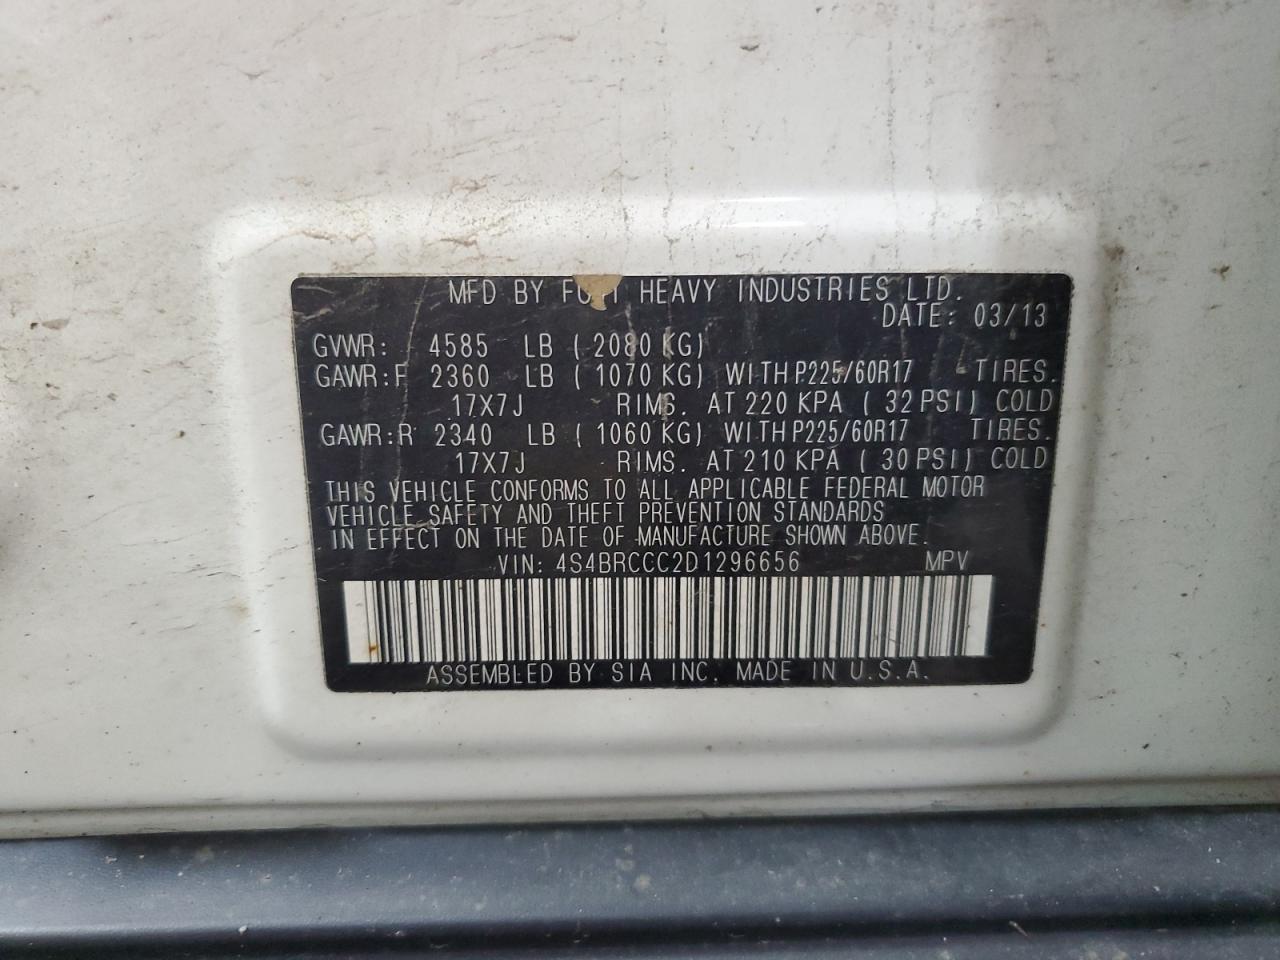 MFD BY FUJI HEAVY INDUSTRIES LTD.
DATE: 03/13
GVWR: 4585 LB ( 2080 KG)
GAWR:F 2360 LB ( 1070 KG) WITH P225/60R17 TIRES.
17X7J RIMS. AT 220 KPA ( 32 PSI) COLD
GAWR:R 2340 LB ( 1060 KG) WITH P225/60R17 TIRES.
17X7J RIMS. AT 210 KPA ( 30 PSI) COLD
THIS VEHICLE CONFORMS TO ALL APPLICABLE FEDERAL MOTOR
VEHICLE SAFETY AND THEFT PREVENTION STANDARDS
IN EFFECT ON THE DATE OF MANUFACTURE SHOWN ABOVE.
VIN: 4S4BRCCC2D1296656 MPV
ASSEMBLED BY SIA INC. MADE IN U.S.A.